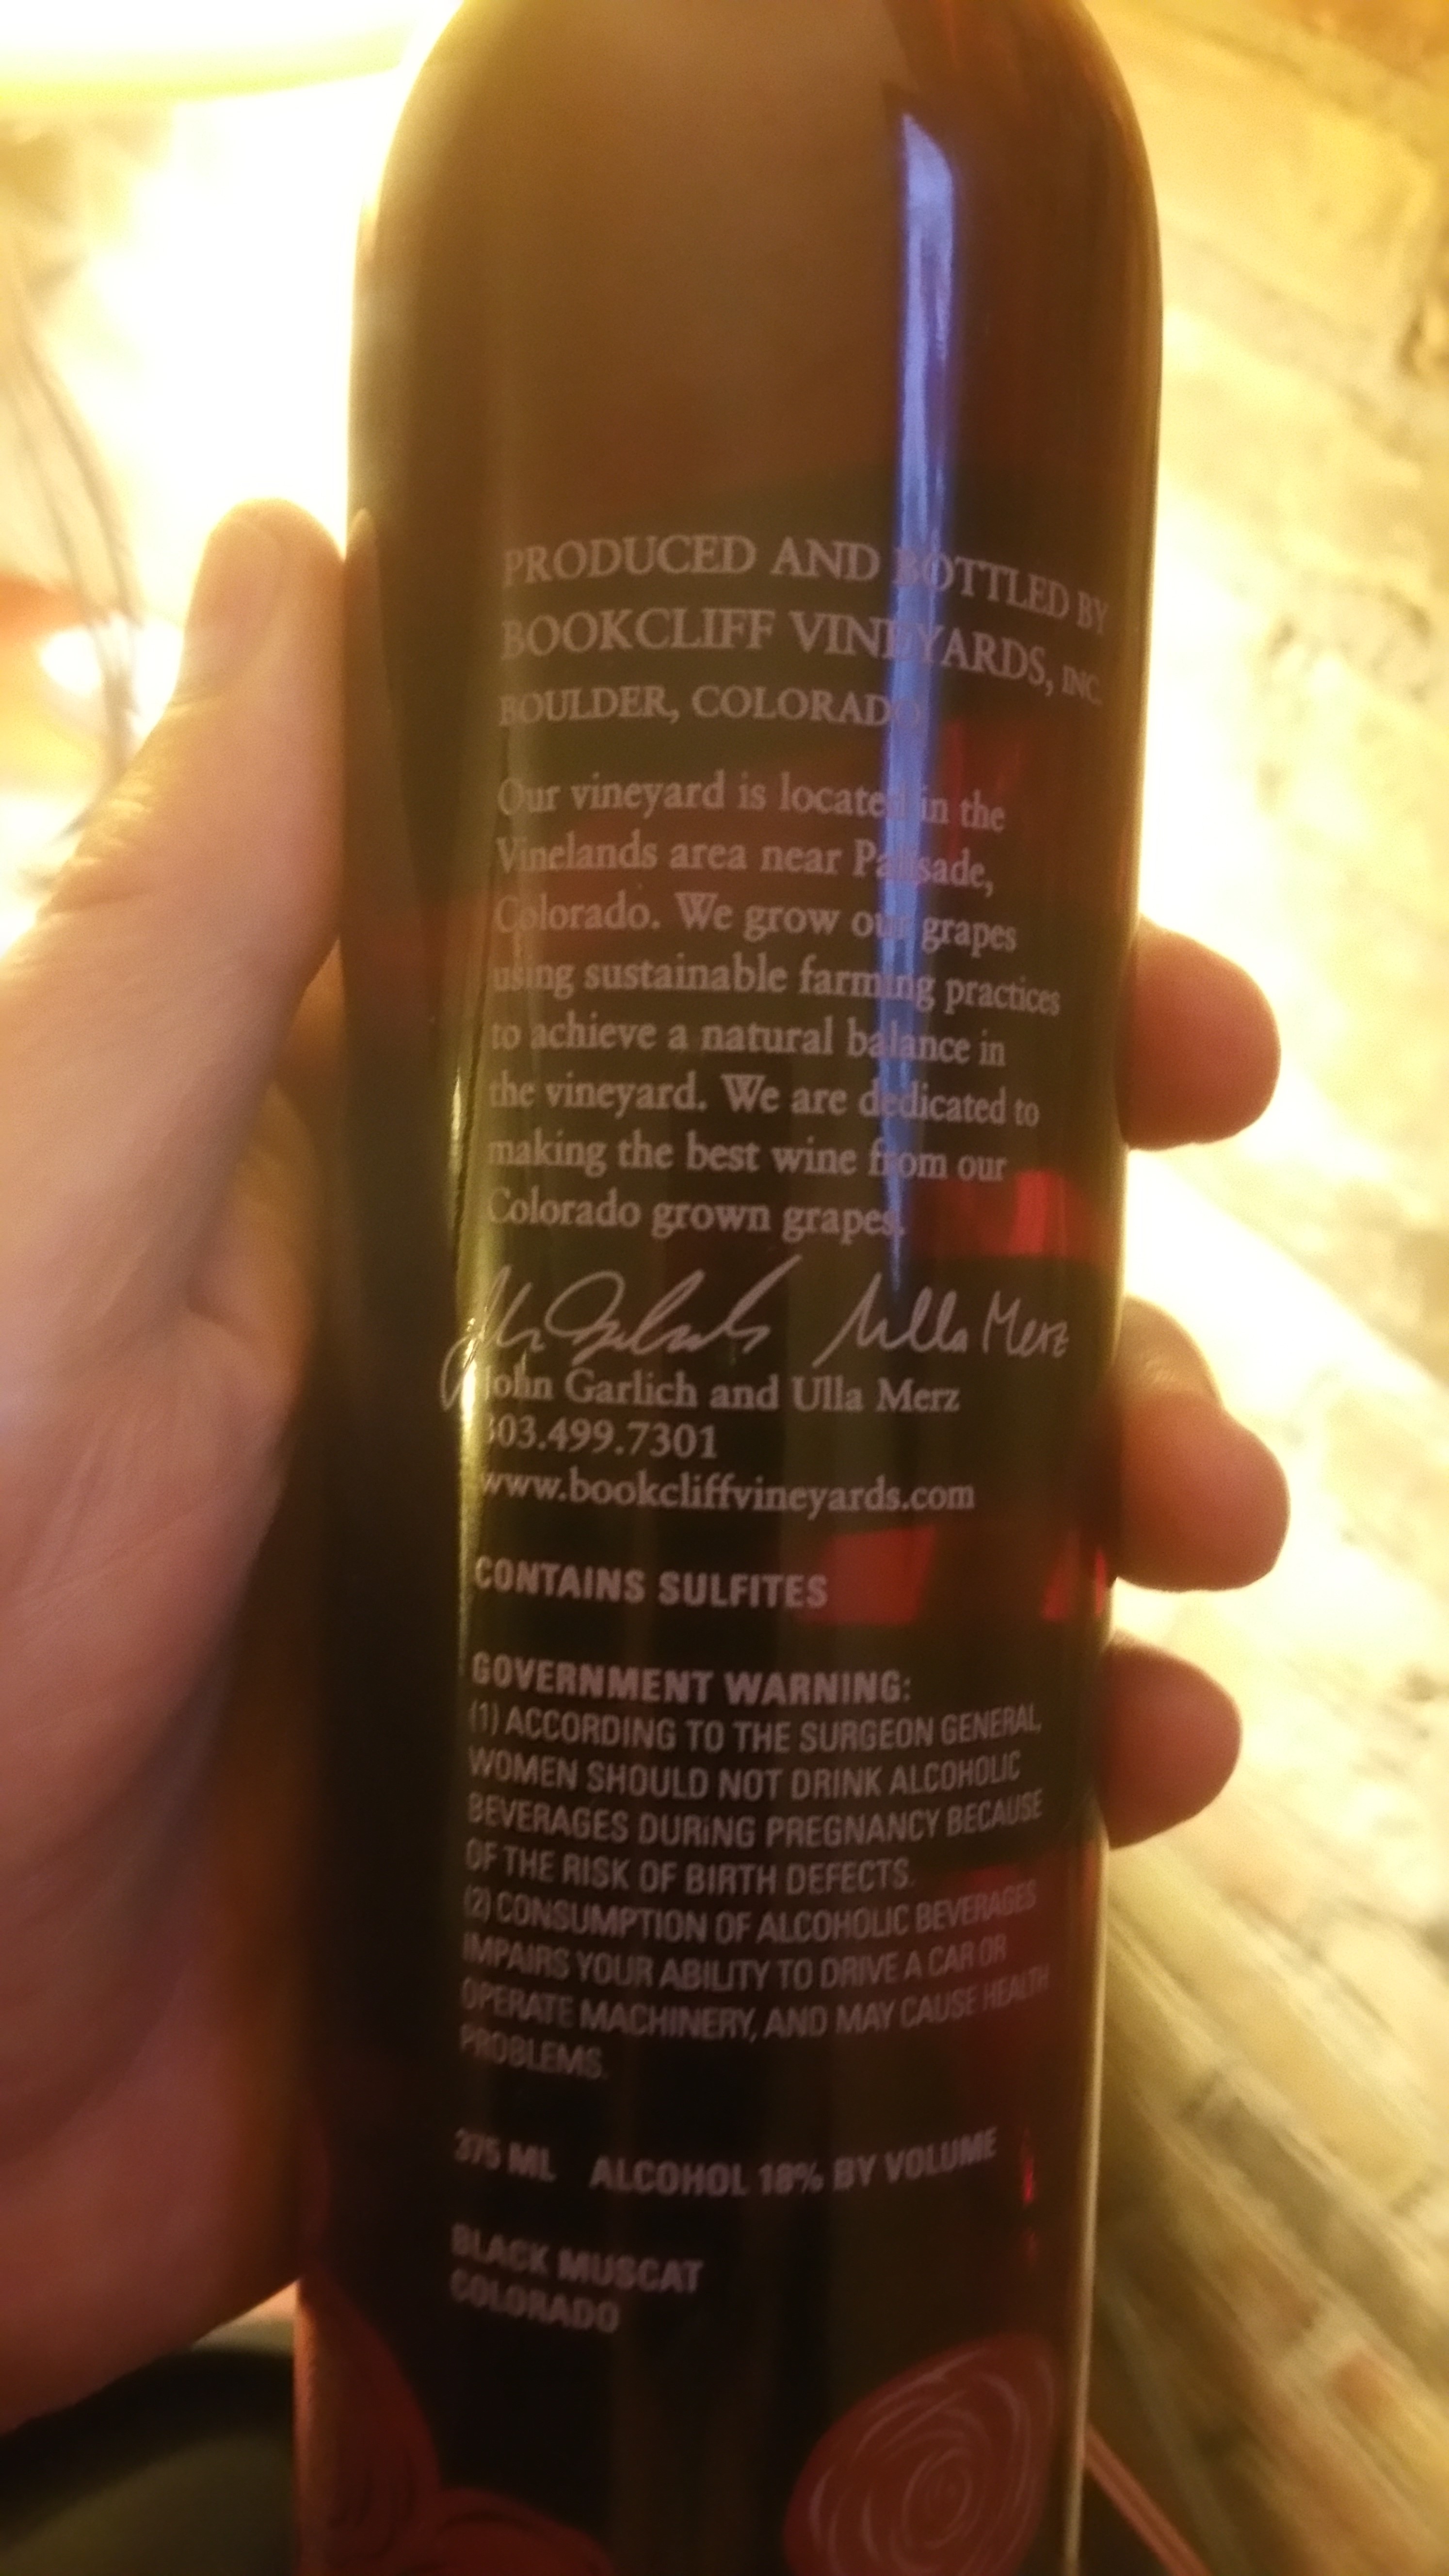 PRODUCED AND BOTTLED BY
BOOKCLIFF VINEYARDS, INC.
BOULDER, COLORADO
Our vineyard is located in the
Vinelands area near Palisade,
Colorado. We grow our grapes
using sustainable farming practices
to achieve a natural balance in
the vineyard. We are dedicated to
making the best wine from our
Colorado grown grapes.
Ulla Merz
John Garlich and Ulla Merz
303.499.7301
www.bookcliffvineyards.com
CONTAINS SULFITES
GOVERNMENT WARNING:
(1) ACCORDING TO THE SURGEON GENERAL,
WOMEN SHOULD NOT DRINK ALCOHOLIC
BEVERAGES DURING PREGNANCY BECAUSE
OF THE RISK OF BIRTH DEFECTS.
(2) CONSUMPTION OF ALCOHOLIC BEVERAGES
IMPAIRS YOUR ABILITY TO DRIVE A CAR OR
OPERATE MACHINERY, AND MAY CAUSE HEALTH
PROBLEMS.
375 ML ALCOHOL 18% BY VOLUME
BLACK MUSCAT
COLORADO